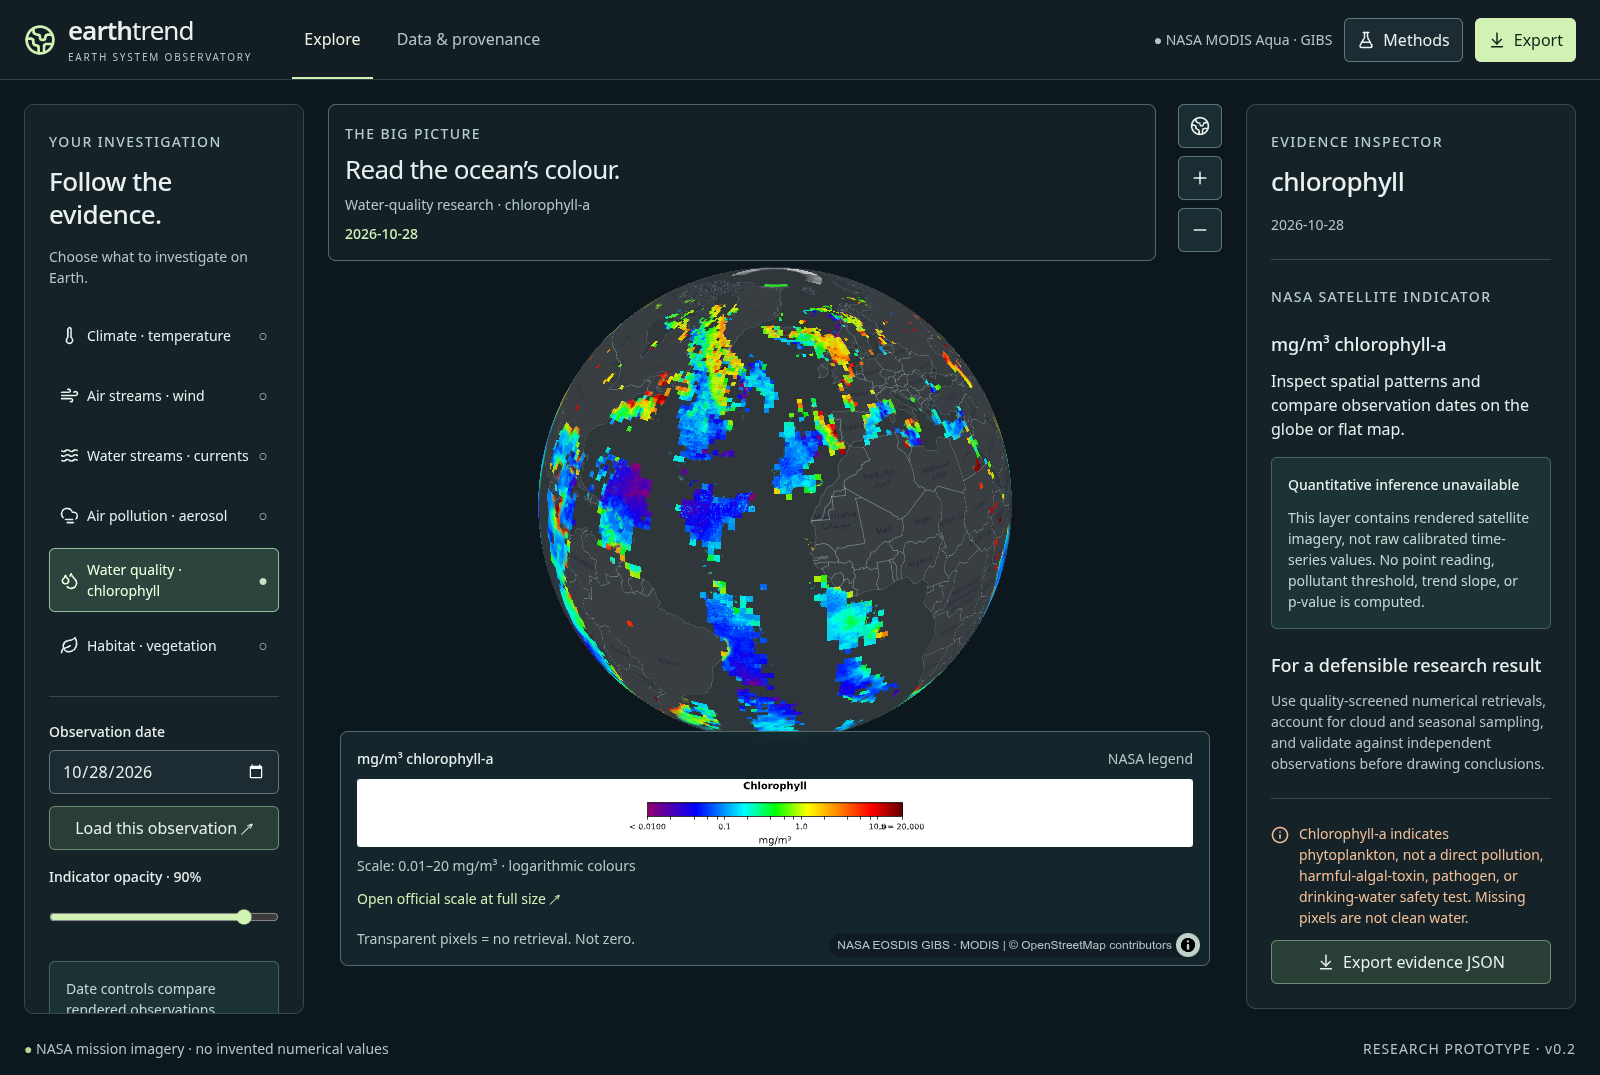 earthtrend
EARTH SYSTEM OBSERVATORY
Explore
Data & provenance
NASA MODIS Aqua · GIBS
Methods
Export
YOUR INVESTIGATION
Follow the
evidence.
Choose what to investigate on
Earth.
Climate · temperature
Air streams · wind
Water streams · currents
Air pollution · aerosol
Water quality ·
chlorophyll
Habitat · vegetation
Observation date
10/28/2026
Load this observation ↗
Indicator opacity · 90%
Date controls compare
rendered observations
THE BIG PICTURE
Read the ocean’s colour.
Water-quality research · chlorophyll-a
2026-10-28
mg/m³ chlorophyll-a
NASA legend
Chlorophyll
< 0.0100 0.1 1.0 10.0 >= 20.000
mg/m³
Scale: 0.01–20 mg/m³ · logarithmic colours
Open official scale at full size ↗
Transparent pixels = no retrieval. Not zero.
NASA EOSDIS GIBS · MODIS | © OpenStreetMap contributors
EVIDENCE INSPECTOR
chlorophyll
2026-10-28
NASA SATELLITE INDICATOR
mg/m³ chlorophyll-a
Inspect spatial patterns and
compare observation dates on the
globe or flat map.
Quantitative inference unavailable
This layer contains rendered satellite
imagery, not raw calibrated time-
series values. No point reading,
pollutant threshold, trend slope, or
p-value is computed.
For a defensible research result
Use quality-screened numerical retrievals,
account for cloud and seasonal sampling,
and validate against independent
observations before drawing conclusions.
Chlorophyll-a indicates
phytoplankton, not a direct pollution,
harmful-algal-toxin, pathogen, or
drinking-water safety test. Missing
pixels are not clean water.
Export evidence JSON
NASA mission imagery · no invented numerical values
RESEARCH PROTOTYPE · v0.2